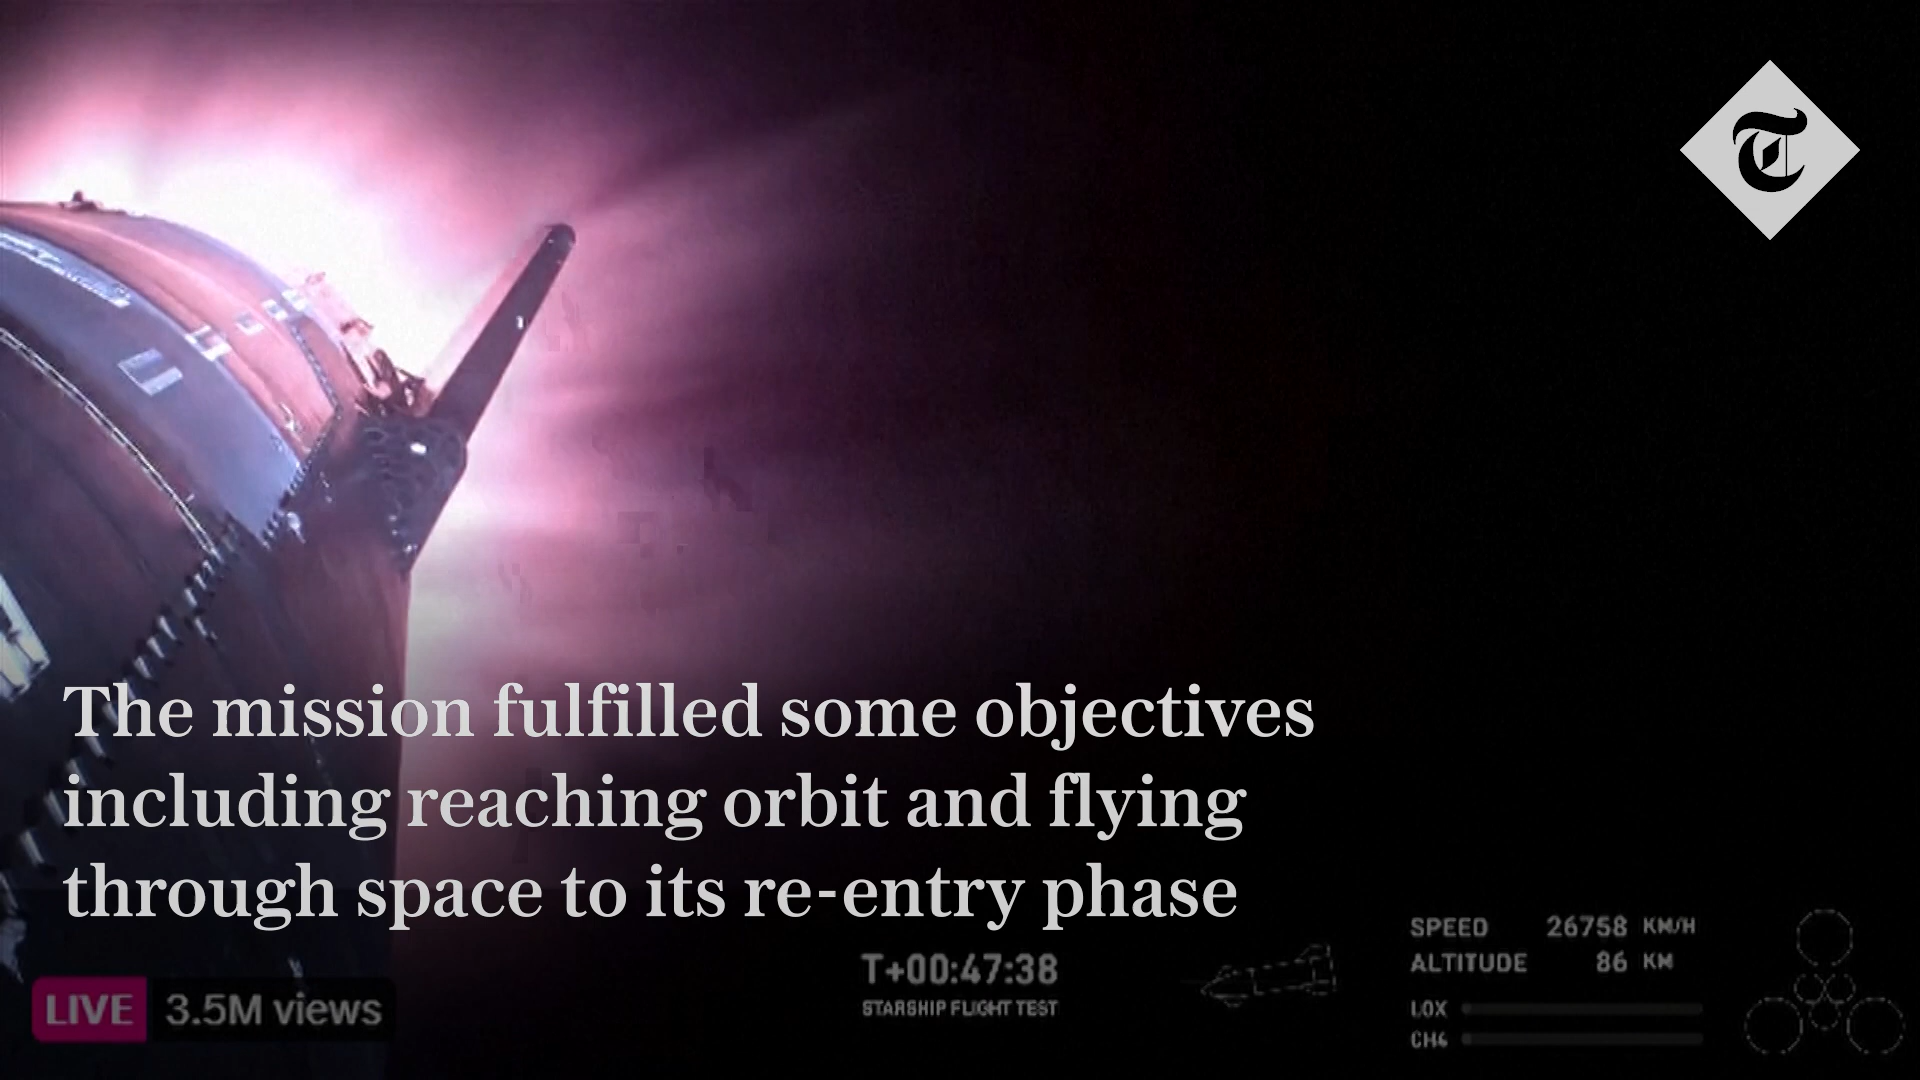 T
The mission fulfilled some objectives
including reaching orbit and flying
through space to its re-entry phase
LIVE 3.5M views
T+00:47:38
STARSHIP FLIGHT TEST
SPEED 26758 KM/H
ALTITUDE 86 KM
LOX
CH4